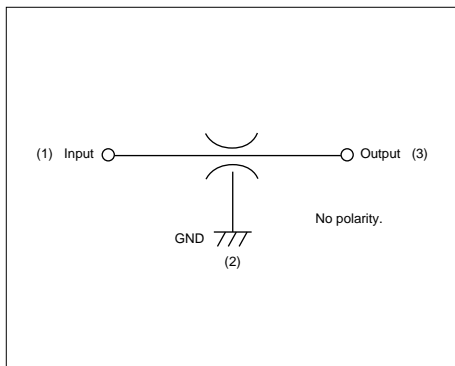 (1) Input Output (3)
No polarity.
GND
(2)